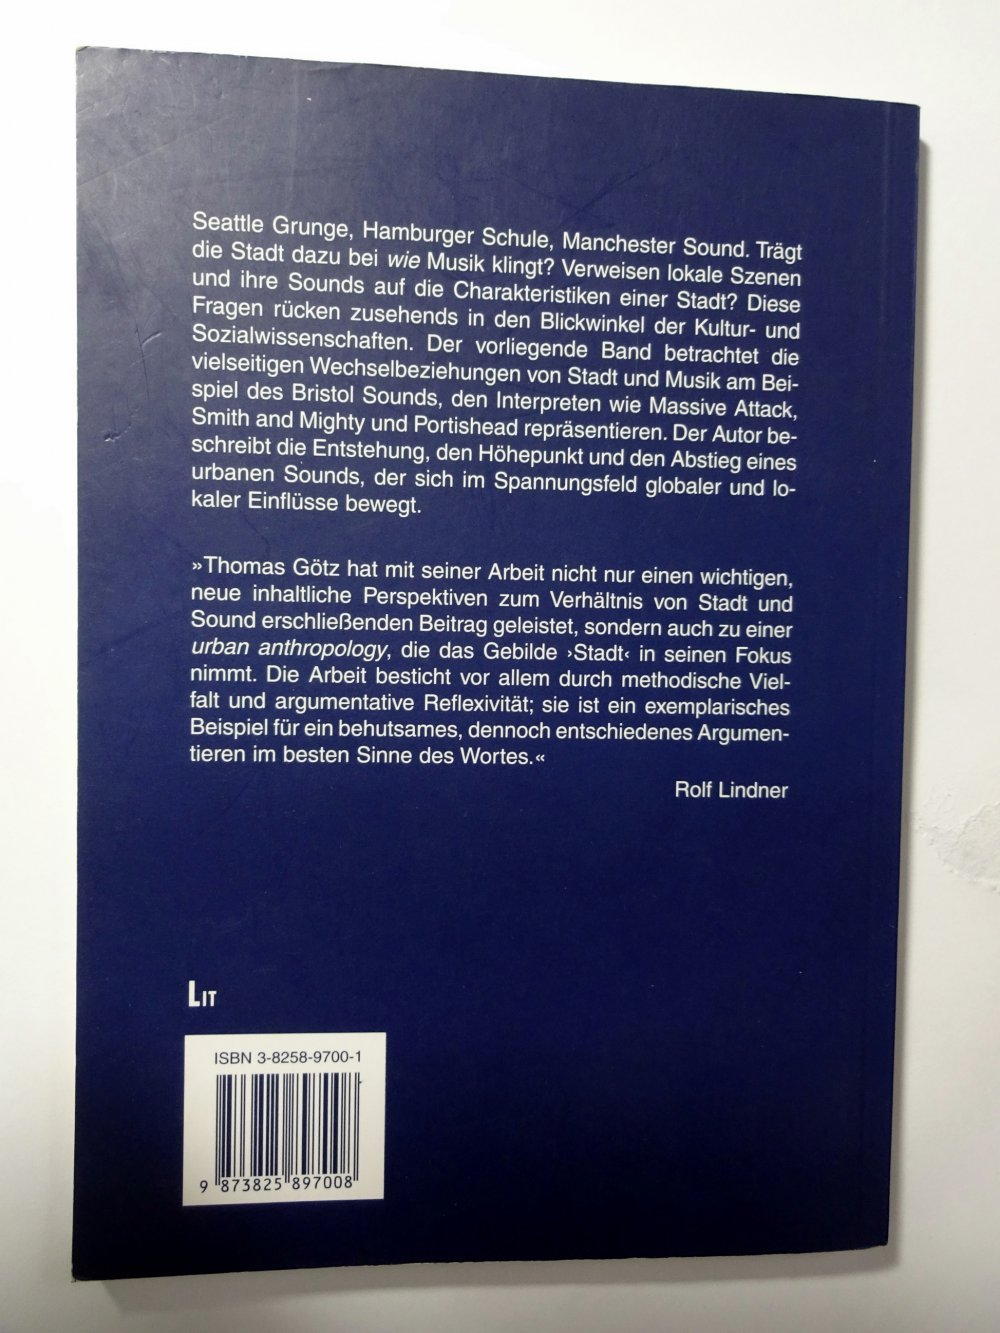 Seattle Grunge, Hamburger Schule, Manchester Sound. Trägt
die Stadt dazu bei wie Musik klingt? Verweisen lokale Szenen
und ihre Sounds auf die Charakteristiken einer Stadt? Diese
Fragen rücken zusehends in den Blickwinkel der Kultur- und
Sozialwissenschaften. Der vorliegende Band betrachtet die
vielseitigen Wechselbeziehungen von Stadt und Musik am Bei-
spiel des Bristol Sounds, den Interpreten wie Massive Attack,
Smith and Mighty und Portishead repräsentieren. Der Autor be-
schreibt die Entstehung, den Höhepunkt und den Abstieg eines
urbanen Sounds, der sich im Spannungsfeld globaler und lo-
kaler Einflüsse bewegt.
»Thomas Götz hat mit seiner Arbeit nicht nur einen wichtigen,
neue inhaltliche Perspektiven zum Verhältnis von Stadt und
Sound erschließenden Beitrag geleistet, sondern auch zu einer
urban anthropology, die das Gebilde ›Stadt‹ in seinen Fokus
nimmt. Die Arbeit besticht vor allem durch methodische Viel-
falt und argumentative Reflexivität; sie ist ein exemplarisches
Beispiel für ein behutsames, dennoch entschiedenes Argumen-
tieren im besten Sinne des Wortes.«
Rolf Lindner
LIT
ISBN 3-8258-9700-1
9 873825 897008